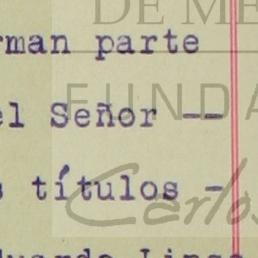 DE ME
rman parte
el Señor --
FUNDA
s títulos -
Carlos